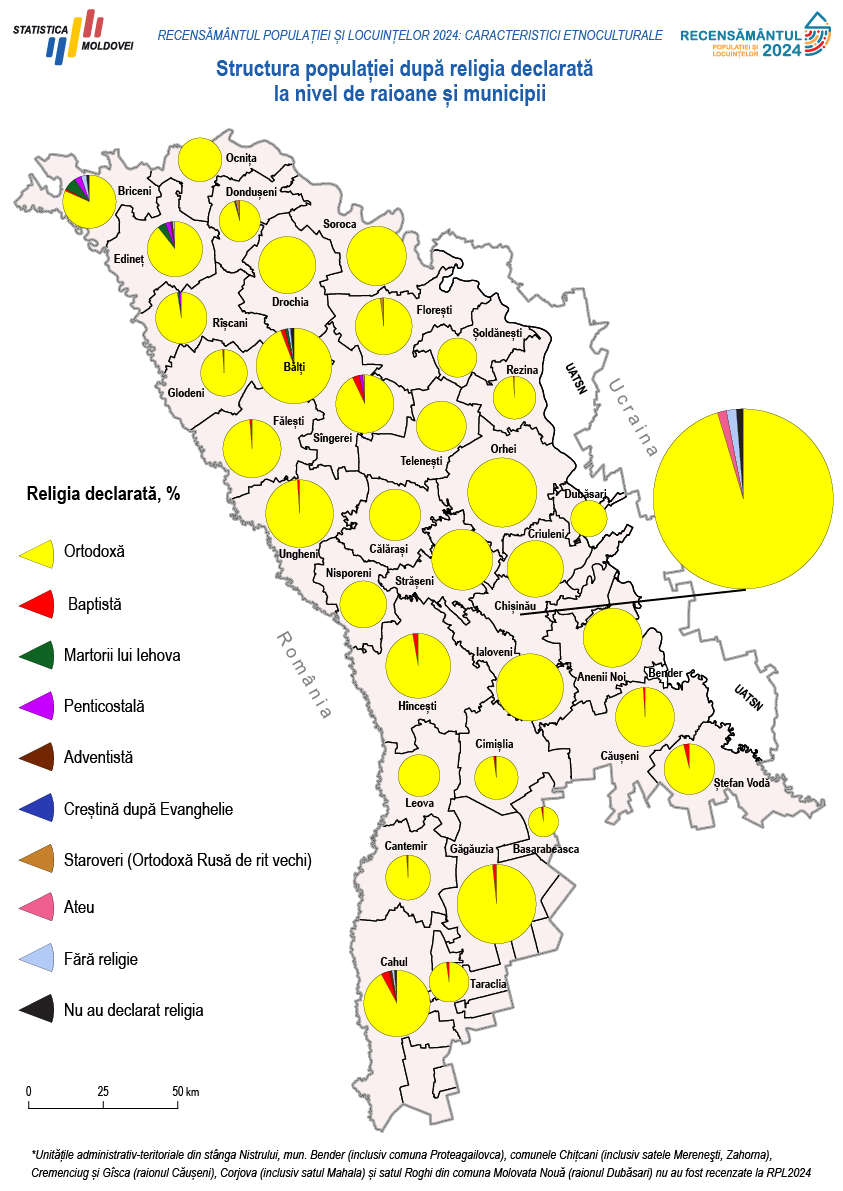 STATISTICA
MOLDOVEI
RECENSĂMÂNTUL POPULAȚIEI ȘI LOCUINȚELOR 2024: CARACTERISTICI ETNOCULTURALE
RECENSĂMÂNTUL
POPULAȚIEI ȘI
LOCUINȚELOR
2024
Structura populației după religia declarată
la nivel de raioane și municipii
Ocnița
Briceni
Dondușeni
Soroca
Edineț
Drochia
Florești
Rîșcani
Șoldănești
Bălți
Rezina
UATSN
Ucraina
Glodeni
Fălești
Sîngerei
Telenești
Orhei
Dubăsari
Criuleni
Ungheni
Călărași
Nisporeni
Strășeni
Chișinău
România
Ialoveni
Anenii Noi
Bender
UATSN
Hîncești
Cimișlia
Căușeni
Ștefan Vodă
Leova
Cantemir
Găgăuzia
Basarabeasca
Cahul
Taraclia
Religia declarată, %
Ortodoxă
Baptistă
Martorii lui Iehova
Penticostală
Adventistă
Creștină după Evanghelie
Staroveri (Ortodoxă Rusă de rit vechi)
Ateu
Fără religie
Nu au declarat religia
0 25 50 km
*Unitățile administrativ-teritoriale din stânga Nistrului, mun. Bender (inclusiv comuna Proteagailovca), comunele Chițcani (inclusiv satele Merenești, Zahorna),
Cremenciug și Gîsca (raionul Căușeni), Corjova (inclusiv satul Mahala) și satul Roghi din comuna Molovata Nouă (raionul Dubăsari) nu au fost recenzate la RPL2024